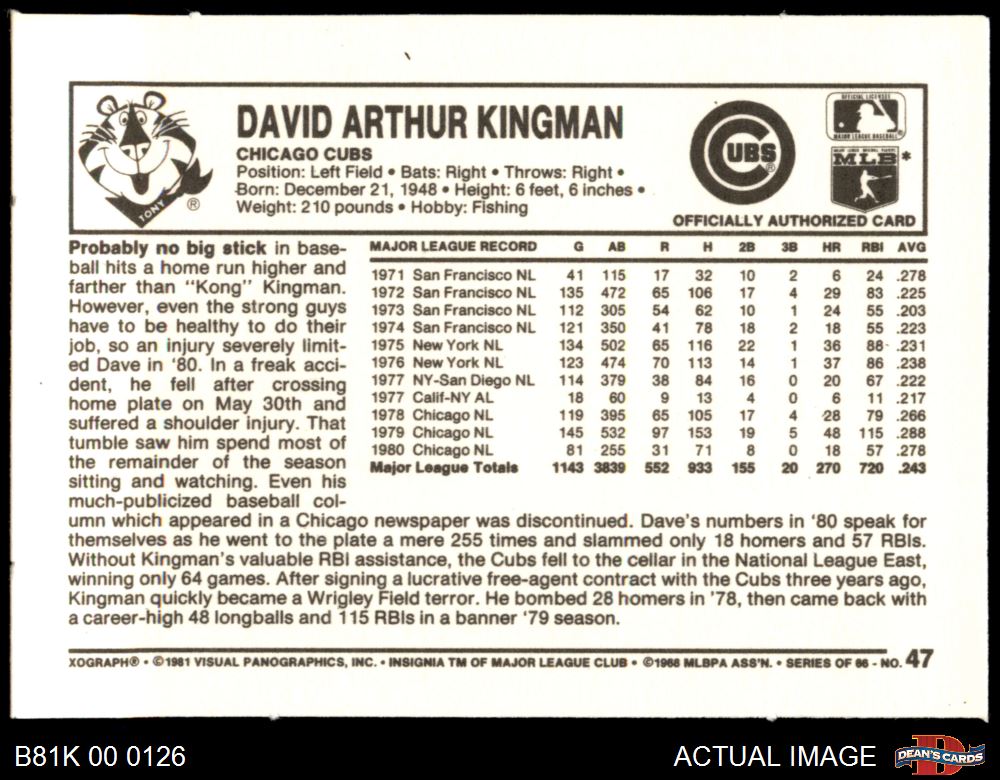 TONY
®
DAVID ARTHUR KINGMAN
CHICAGO CUBS
Position: Left Field • Bats: Right • Throws: Right •
Born: December 21, 1948 • Height: 6 feet, 6 inches •
Weight: 210 pounds • Hobby: Fishing
CUBS
®
OFFICIAL LICENSEE
MAJOR LEAGUE BASEBALL®
MLB *
OFFICIALLY AUTHORIZED CARD
Probably no big stick in base-
ball hits a home run higher and
farther than "Kong" Kingman.
However, even the strong guys
have to be healthy to do their
job, so an injury severely limit-
ed Dave in '80. In a freak acci-
dent, he fell after crossing
home plate on May 30th and
suffered a shoulder injury. That
tumble saw him spend most of
the remainder of the season
sitting and watching. Even his
much-publicized baseball col-
umn which appeared in a Chicago newspaper was discontinued. Dave's numbers in '80 speak for
themselves as he went to the plate a mere 255 times and slammed only 18 homers and 57 RBIs.
Without Kingman's valuable RBI assistance, the Cubs fell to the cellar in the National League East,
winning only 64 games. After signing a lucrative free-agent contract with the Cubs three years ago,
Kingman quickly became a Wrigley Field terror. He bombed 28 homers in '78, then came back with
a career-high 48 longballs and 115 RBIs in a banner '79 season.
MAJOR LEAGUE RECORD G AB R H 2B 3B HR RBI AVG
1971 San Francisco NL 41 115 17 32 10 2 6 24 .278
1972 San Francisco NL 135 472 65 106 17 4 29 83 .225
1973 San Francisco NL 112 305 54 62 10 1 24 55 .203
1974 San Francisco NL 121 350 41 78 18 2 18 55 .223
1975 New York NL 134 502 65 116 22 1 36 88 .231
1976 New York NL 123 474 70 113 14 1 37 86 .238
1977 NY-San Diego NL 114 379 38 84 16 0 20 67 .222
1977 Calif-NY AL 18 60 9 13 4 0 6 11 .217
1978 Chicago NL 119 395 65 105 17 4 28 79 .266
1979 Chicago NL 145 532 97 153 19 5 48 115 .288
1980 Chicago NL 81 255 31 71 8 0 18 57 .278
Major League Totals 1143 3839 552 933 155 20 270 720 .243
XOGRAPH® • ©1981 VISUAL PANOGRAPHICS, INC. • INSIGNIA TM OF MAJOR LEAGUE CLUB • ©1968 MLBPA ASS'N. • SERIES OF 66 - NO. 47
B81K 00 0126
ACTUAL IMAGE
DEAN'S CARDS